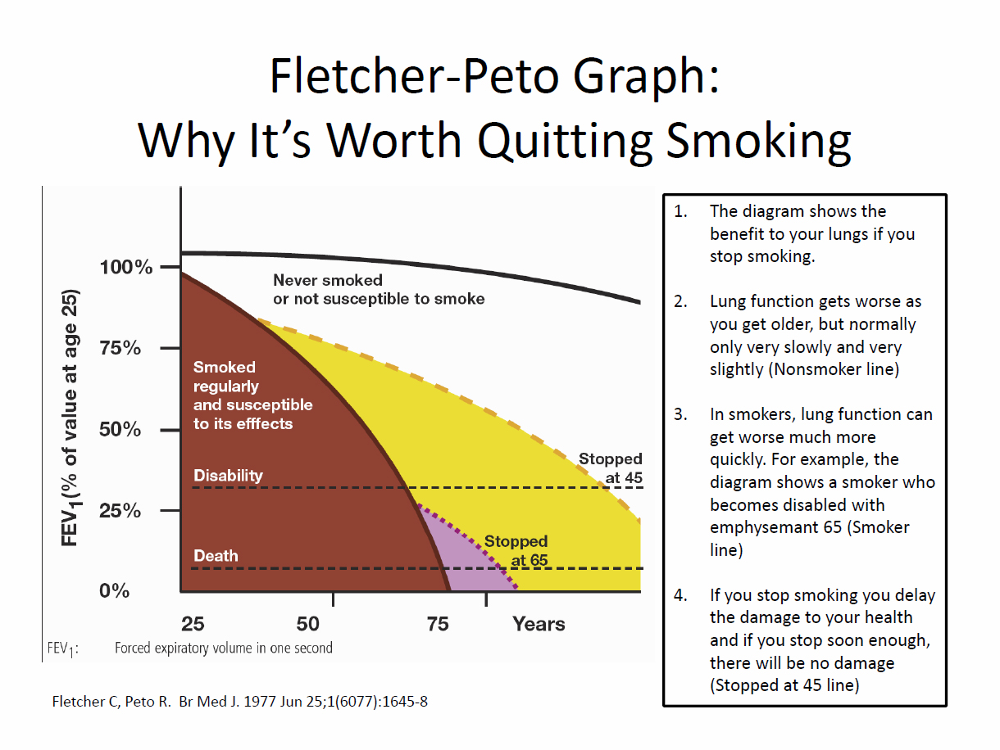 Fletcher-Peto Graph:
Why It’s Worth Quitting Smoking
FEV1(% of value at age 25)
100%
75%
50%
25%
0%
Never smoked
or not susceptible to smoke
Smoked
regularly
and susceptible
to its efffects
Disability
Death
Stopped
at 45
Stopped
at 65
25 50 75 Years
FEV1: Forced expiratory volume in one second
Fletcher C, Peto R. Br Med J. 1977 Jun 25;1(6077):1645-8
1. The diagram shows the
benefit to your lungs if you
stop smoking.
2. Lung function gets worse as
you get older, but normally
only very slowly and very
slightly (Nonsmoker line)
3. In smokers, lung function can
get worse much more
quickly. For example, the
diagram shows a smoker who
becomes disabled with
emphysemant 65 (Smoker
line)
4. If you stop smoking you delay
the damage to your health
and if you stop soon enough,
there will be no damage
(Stopped at 45 line)